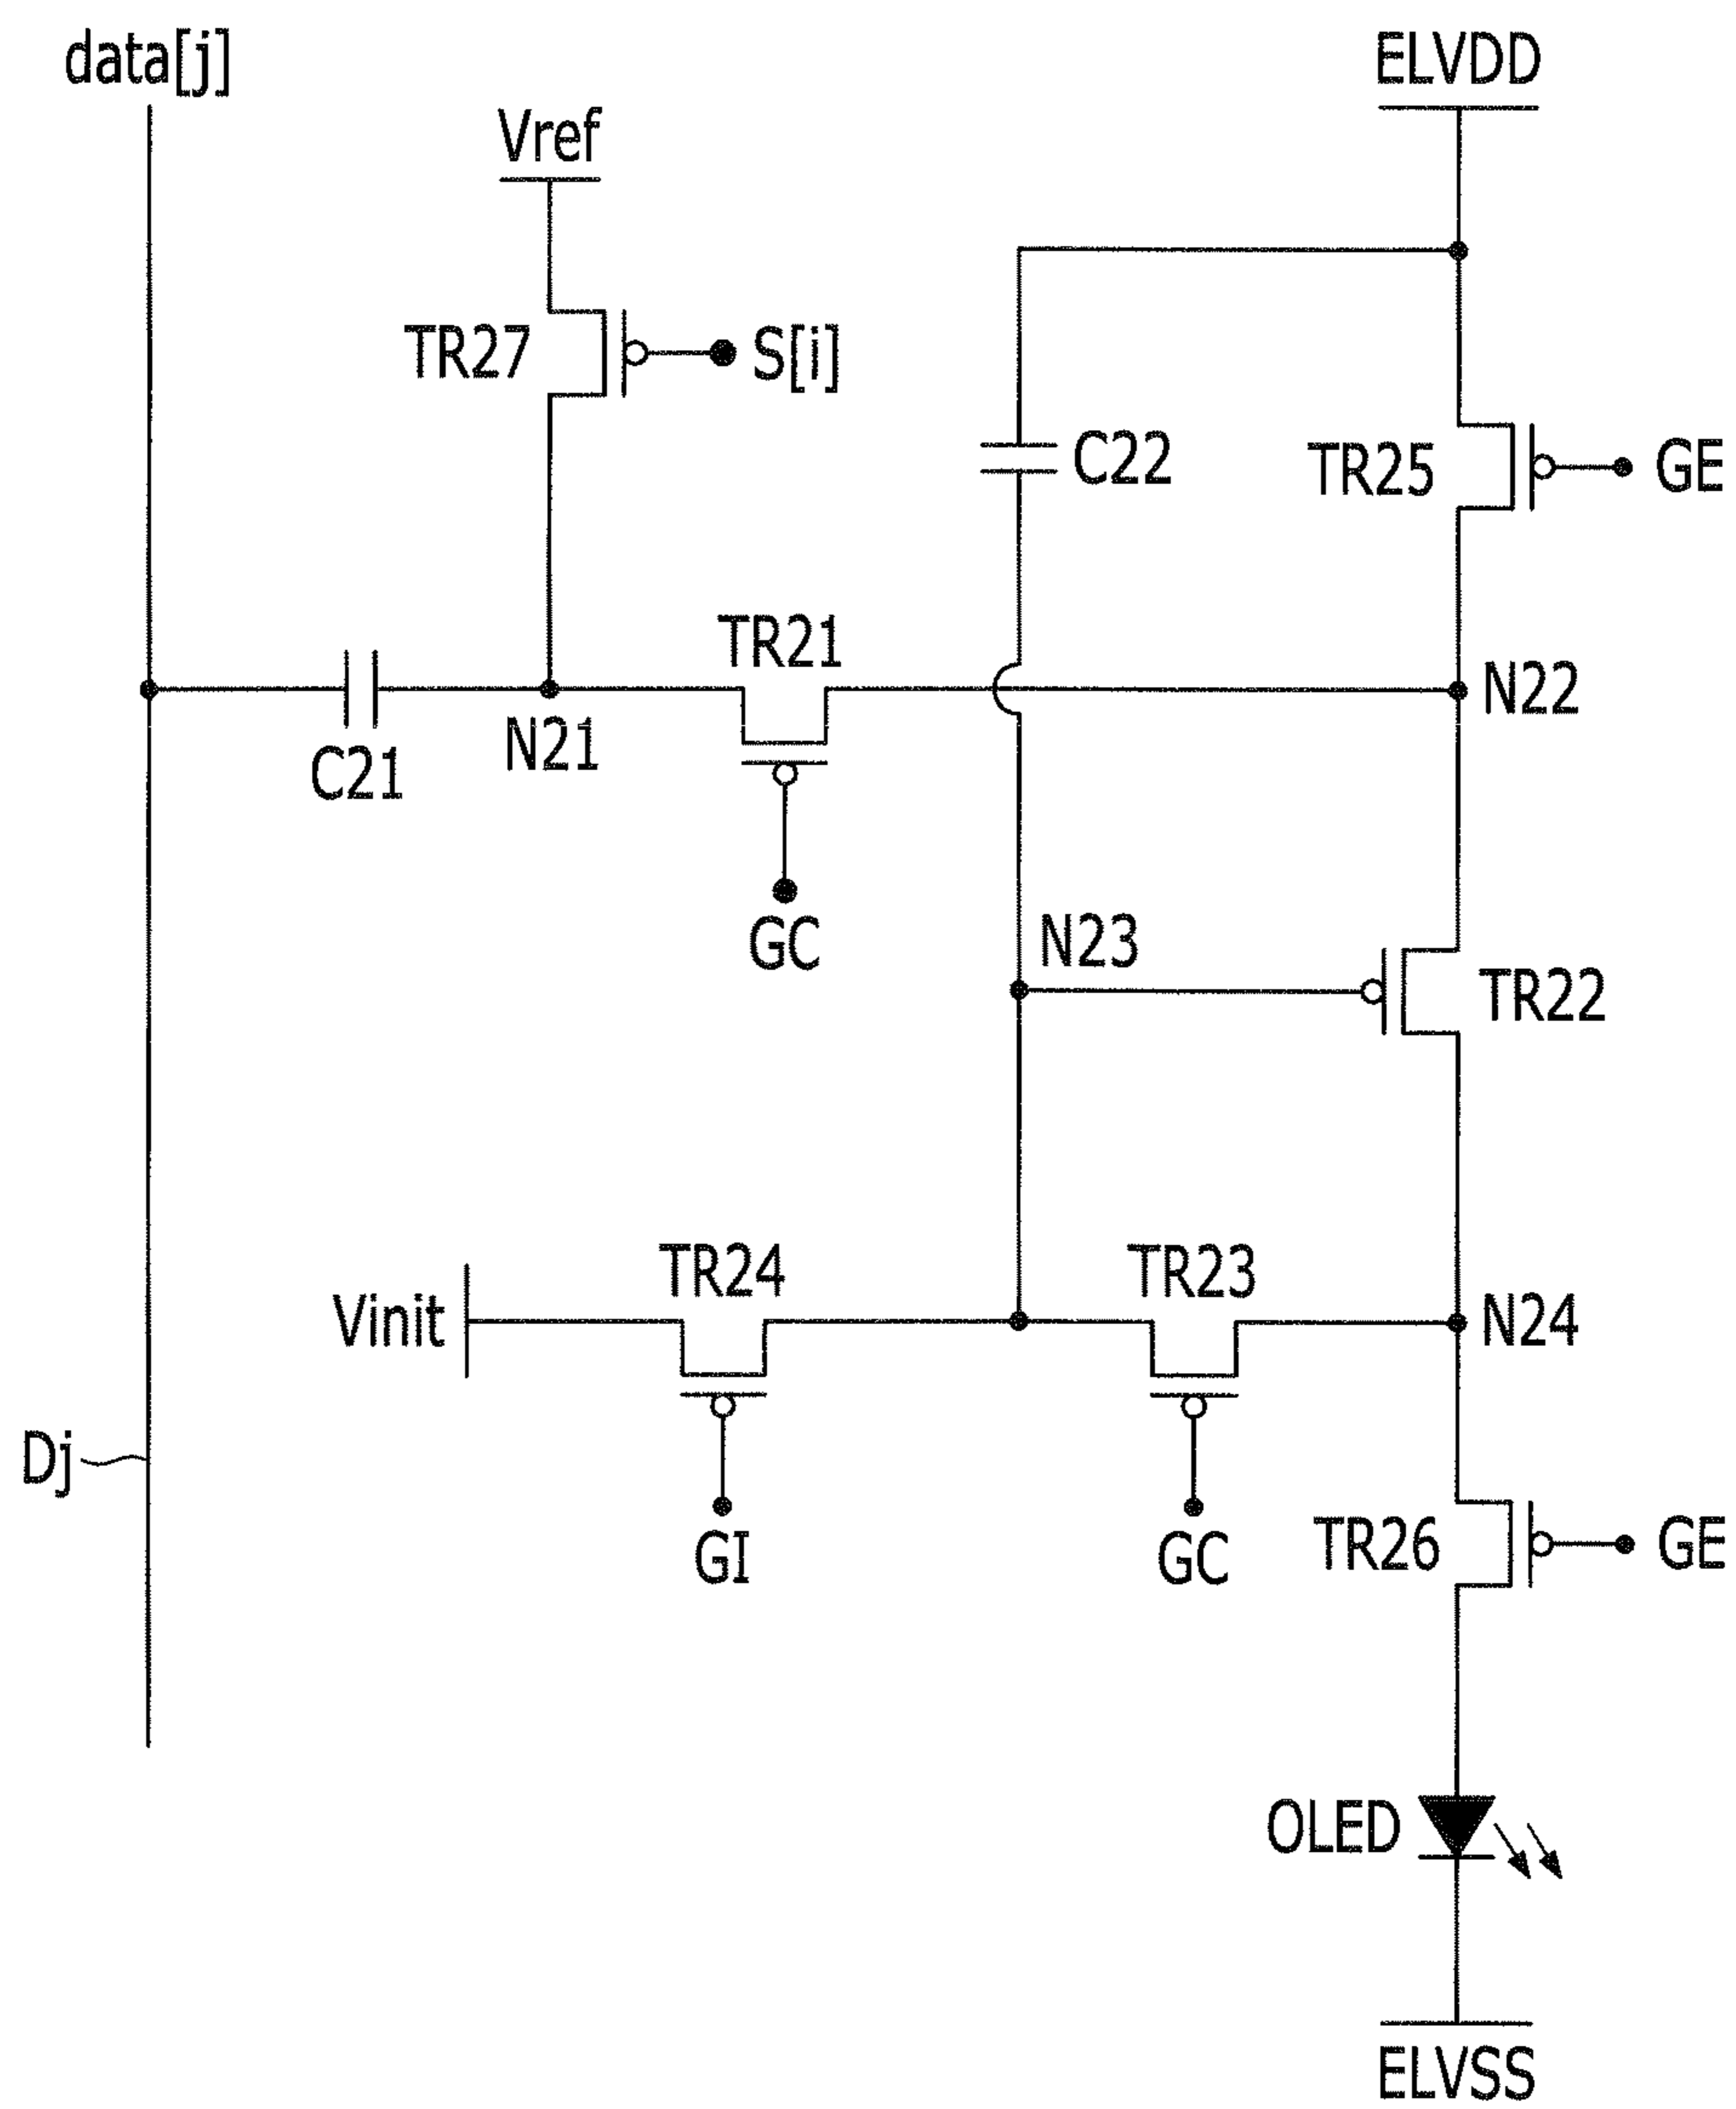 data[j]
ELVDD
Vref
TR27
S[i]
C22
TR25
GE
TR21
N22
C21
N21
GC
N23
TR22
TR24
TR23
Vinit
N24
Dj
GI
GC
TR26
GE
OLED
ELVSS